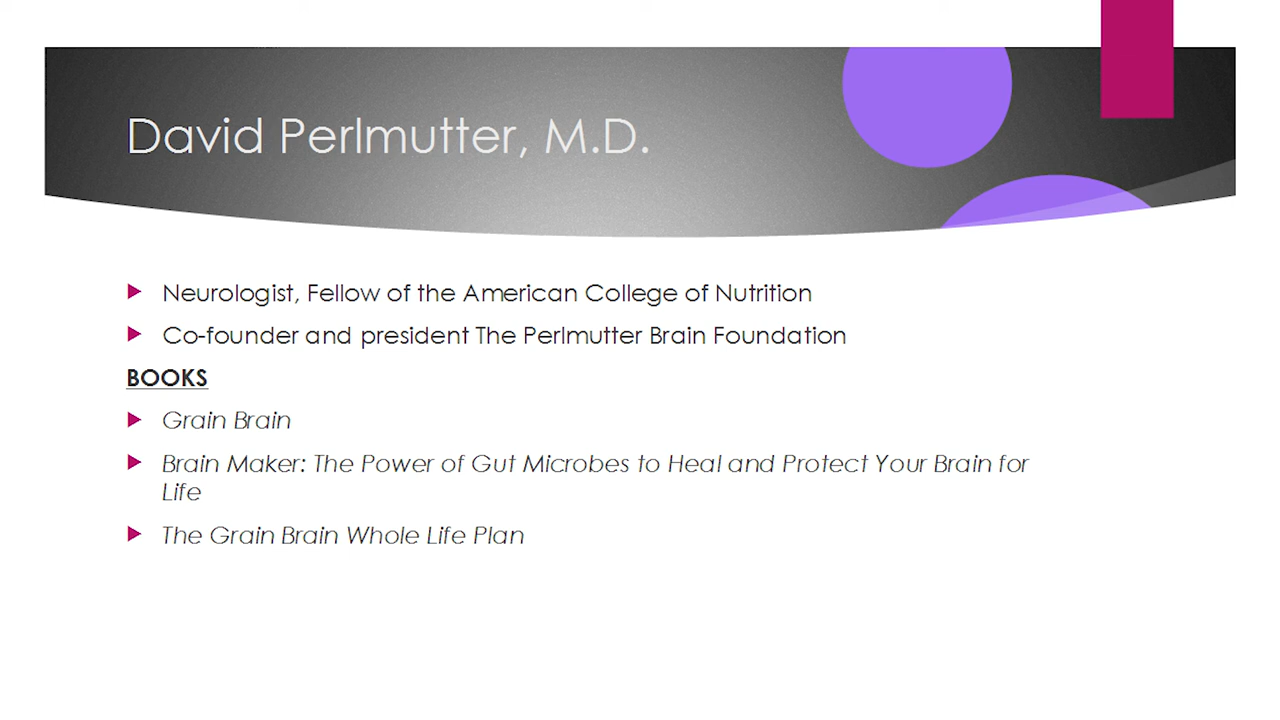 David Perlmutter, M.D.
Neurologist, Fellow of the American College of Nutrition
Co-founder and president The Perlmutter Brain Foundation
BOOKS
Grain Brain
Brain Maker: The Power of Gut Microbes to Heal and Protect Your Brain for
Life
The Grain Brain Whole Life Plan